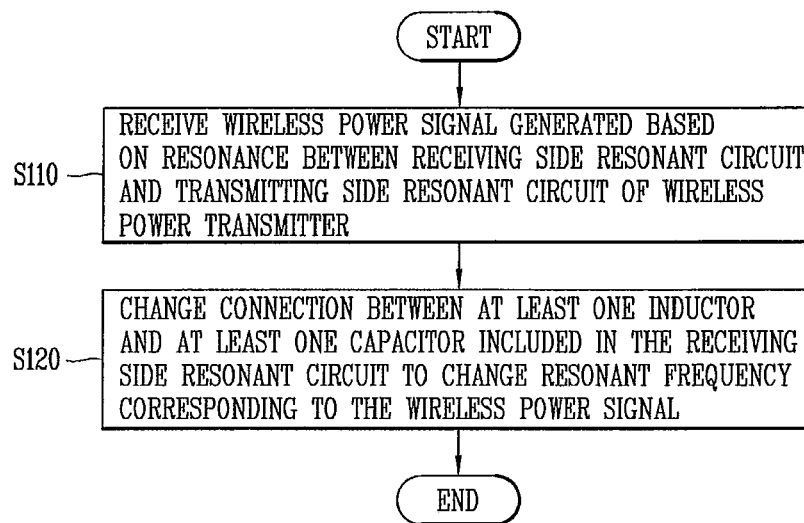 START
RECEIVE WIRELESS POWER SIGNAL GENERATED BASED
ON RESONANCE BETWEEN RECEIVING SIDE RESONANT CIRCUIT
S110
AND TRANSMITTING SIDE RESONANT CIRCUIT OF WIRELESS
POWER TRANSMITTER
CHANGE CONNECTION BETWEEN AT LEAST ONE INDUCTOR
AND AT LEAST ONE CAPACITOR INCLUDED IN THE RECEIVING
S120
SIDE RESONANT CIRCUIT TO CHANGE RESONANT FREQUENCY
CORRESPONDING TO THE WIRELESS POWER SIGNAL
END